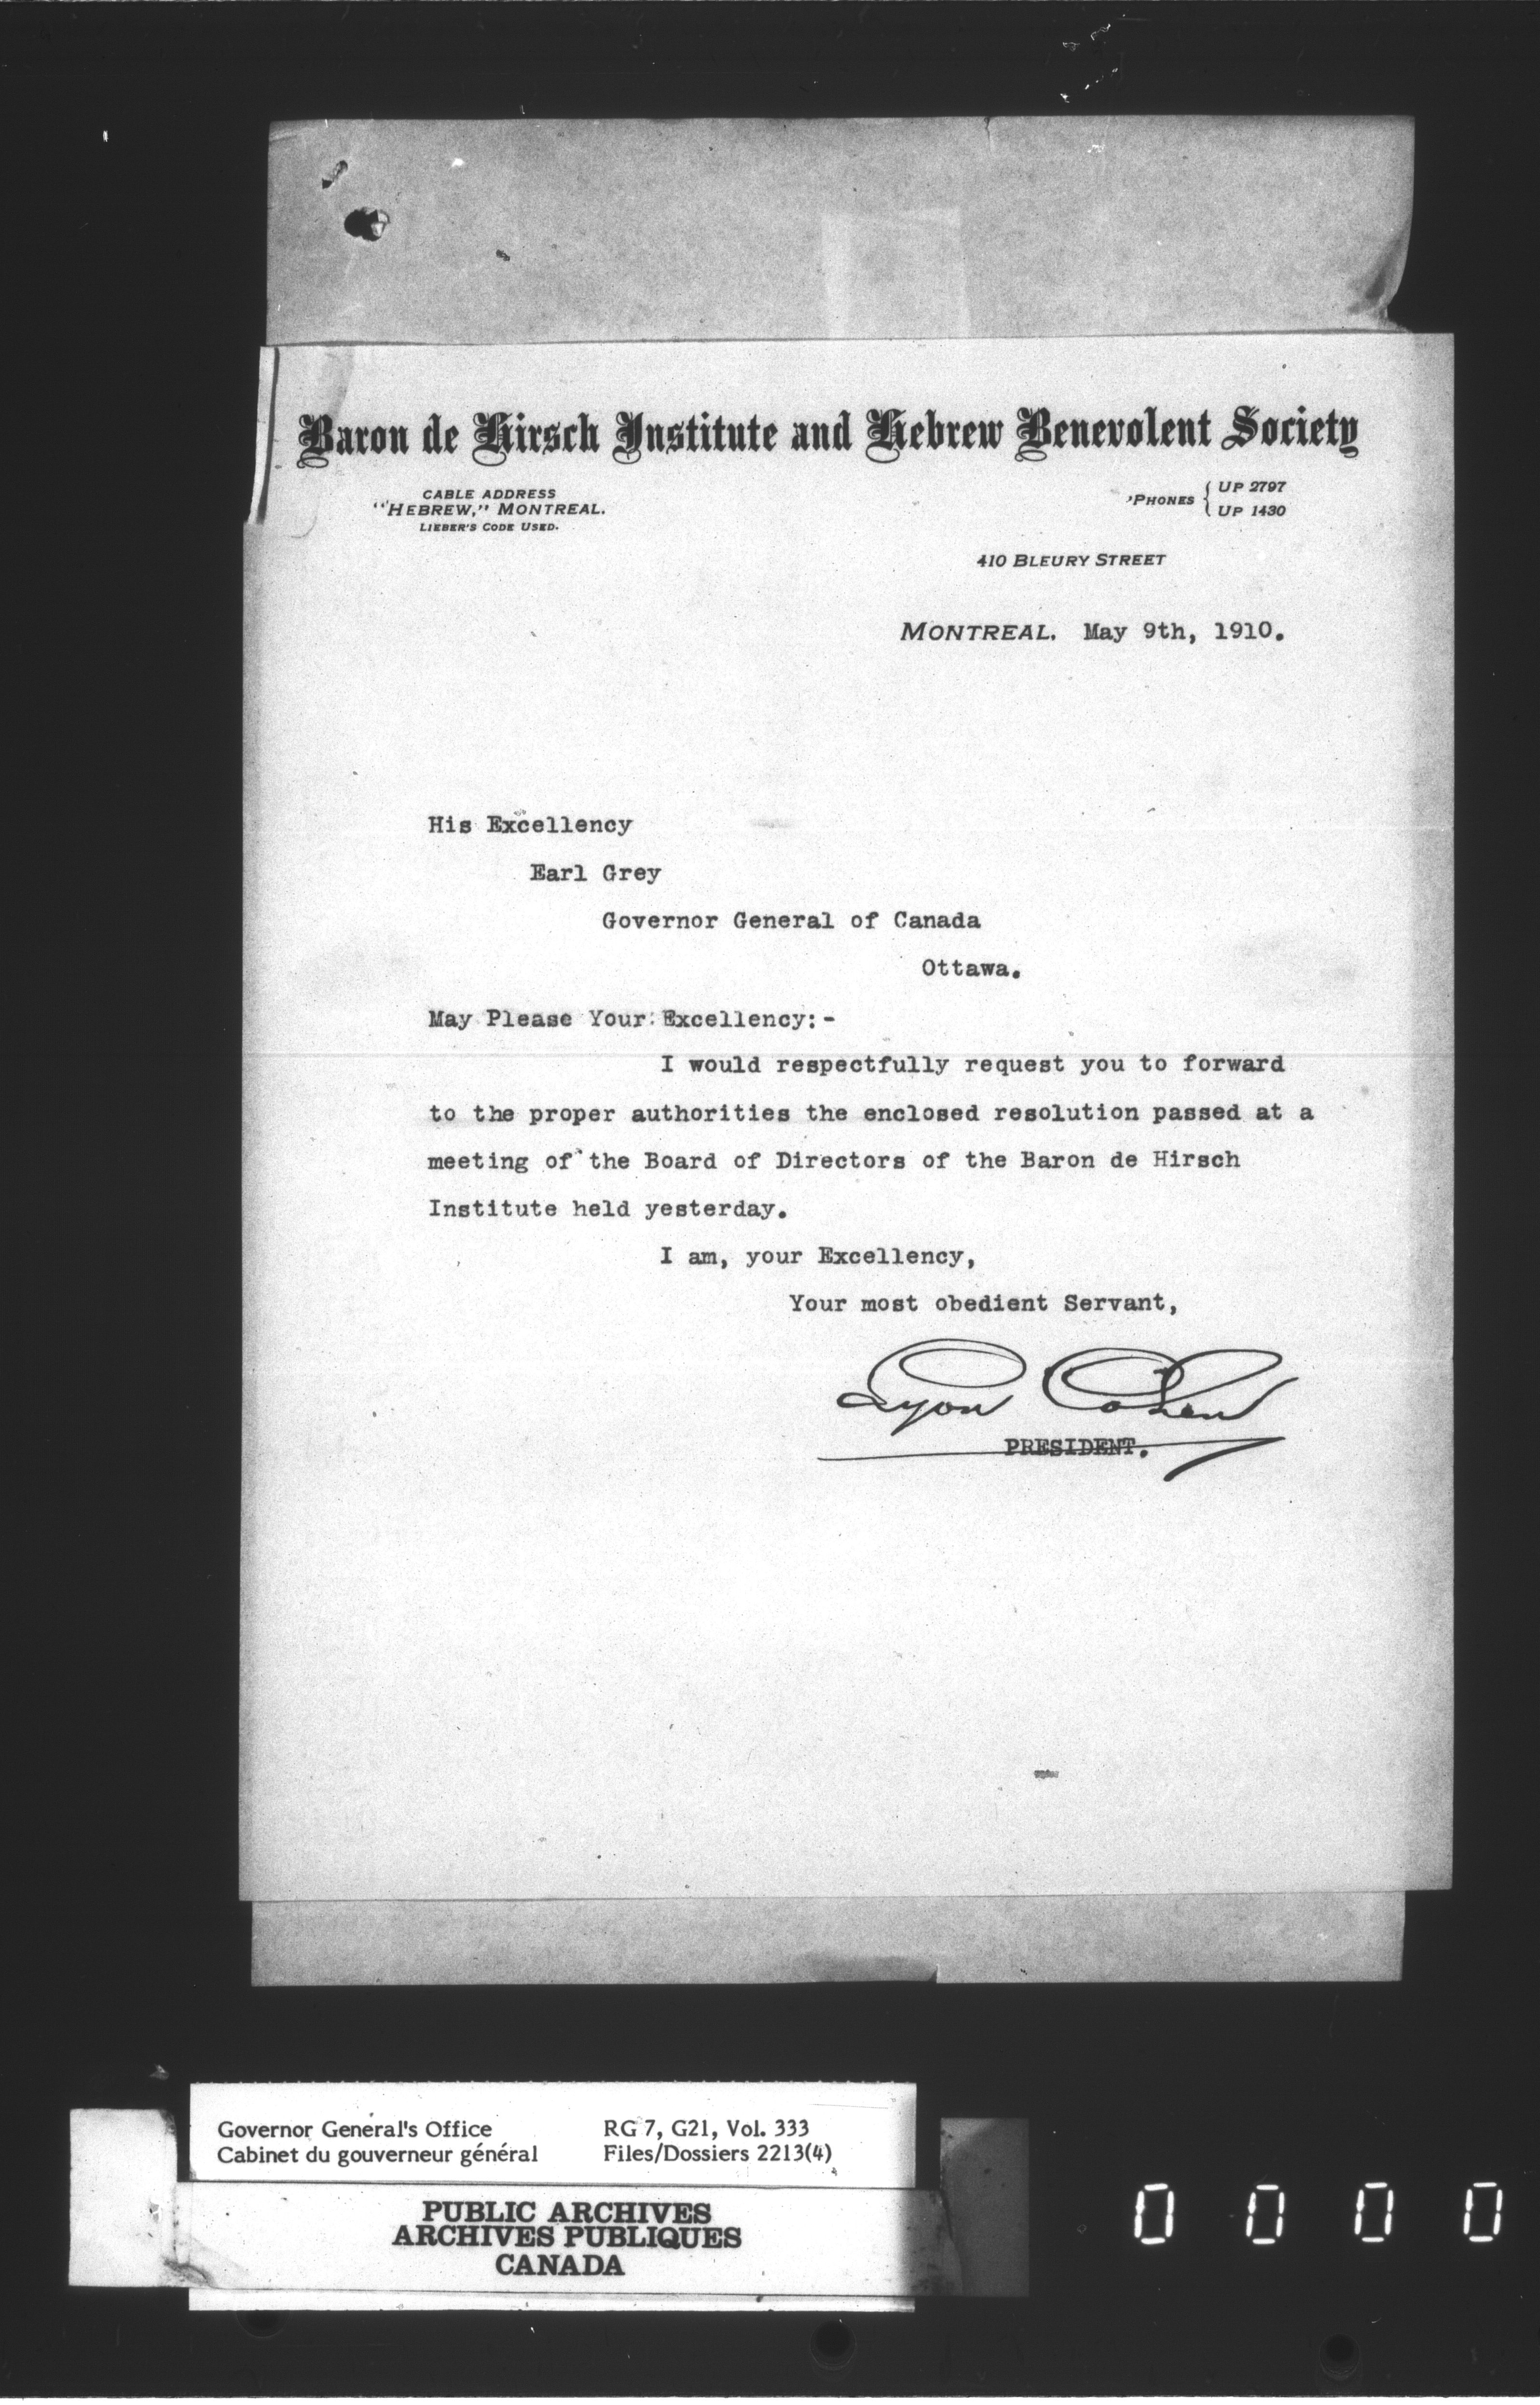 Baron de Hirsch Institute and Hebrew Benevolent Society
CABLE ADDRESS
"HEBREW," MONTREAL.
LIEBER'S CODE USED.
'PHONES { UP 2797
UP 1430
410 BLEURY STREET
MONTREAL. May 9th, 1910.
His Excellency
Earl Grey
Governor General of Canada
Ottawa.
May Please Your Excellency:-
I would respectfully request you to forward
to the proper authorities the enclosed resolution passed at a
meeting of the Board of Directors of the Baron de Hirsch
Institute held yesterday.
I am, your Excellency,
Your most obedient Servant,
Lyon Cohen
PRESIDENT.
Governor General's Office RG 7, G21, Vol. 333
Cabinet du gouverneur général Files/Dossiers 2213(4)
PUBLIC ARCHIVES
ARCHIVES PUBLIQUES
CANADA
0 0 0 0